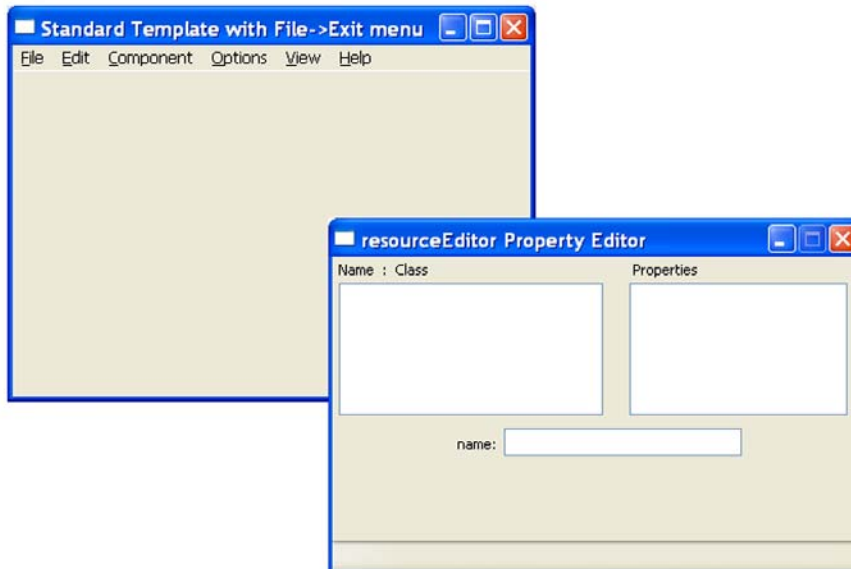 Standard Template with File->Exit menu
File Edit Component Options View Help
resourceEditor Property Editor
Name : Class Properties
name: